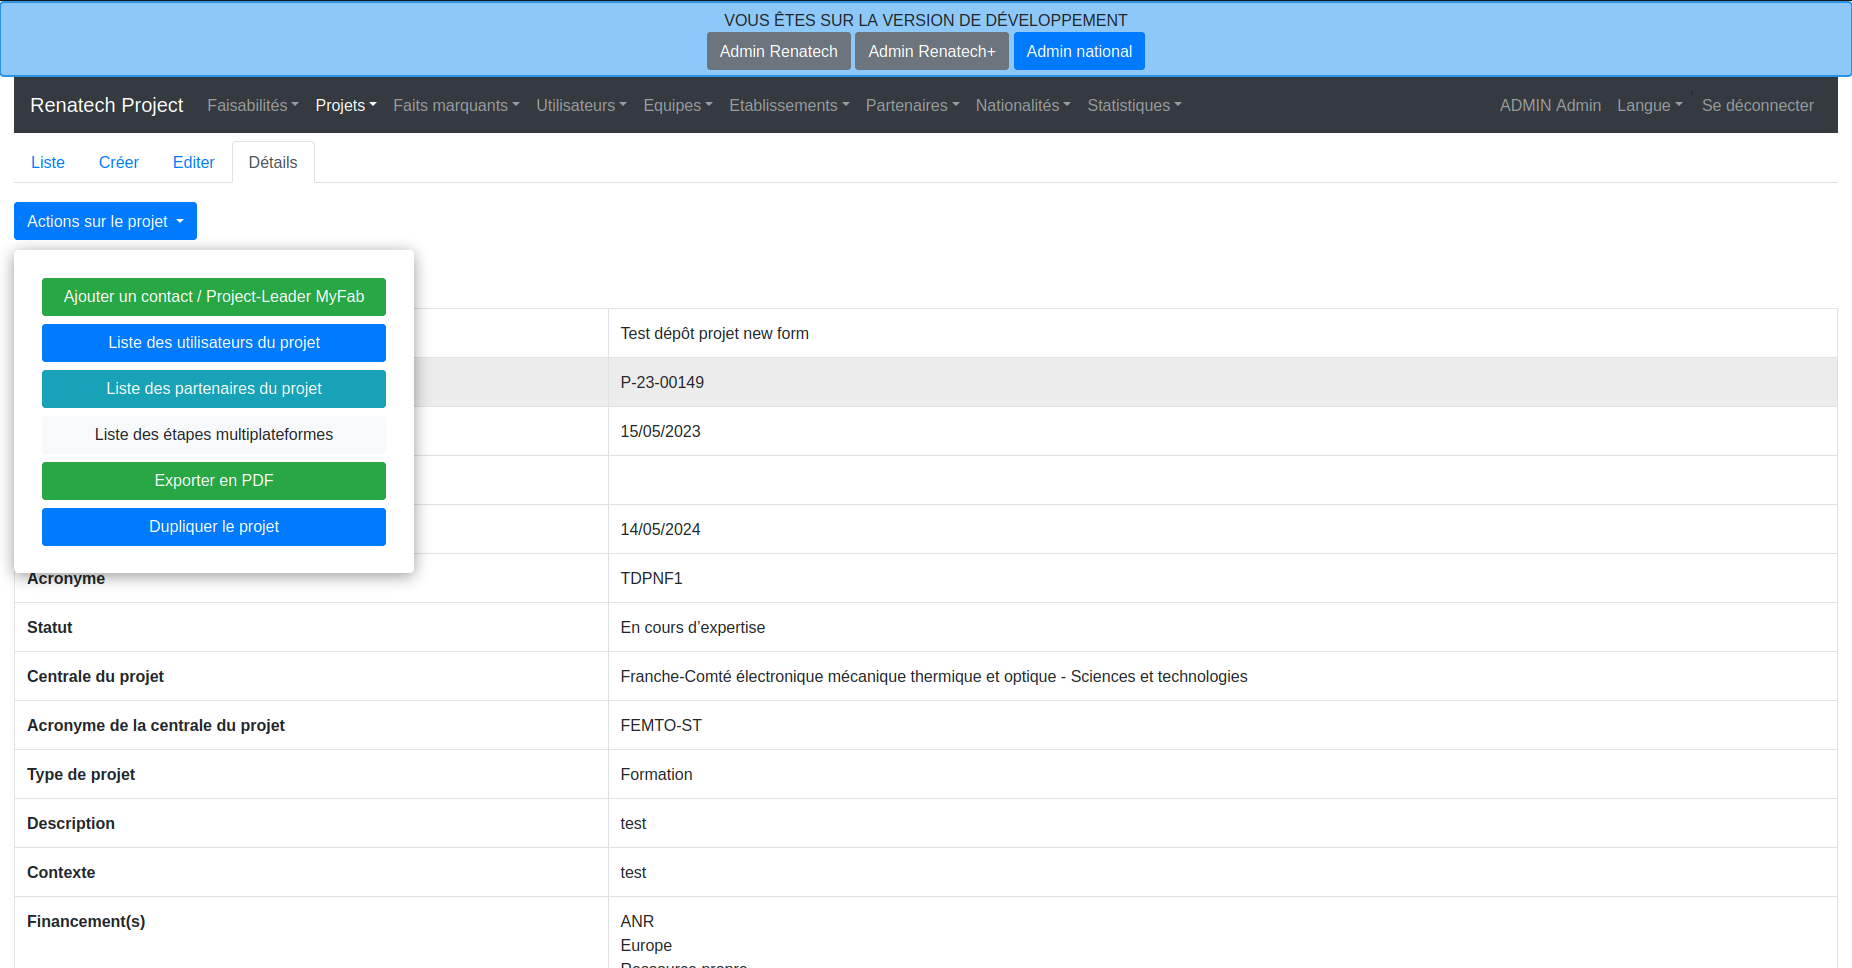 VOUS ÊTES SUR LA VERSION DE DÉVELOPPEMENT
Admin Renatech Admin Renatech+ Admin national
Renatech Project Faisabilités Projets Faits marquants Utilisateurs Equipes Etablissements Partenaires Nationalités Statistiques ADMIN Admin Langue Se déconnecter
Liste Créer Editer Détails
Actions sur le projet
Ajouter un contact / Project-Leader MyFab
Liste des utilisateurs du projet
Liste des partenaires du projet
Liste des étapes multiplateformes
Exporter en PDF
Dupliquer le projet
Test dépôt projet new form
P-23-00149
15/05/2023
14/05/2024
Acronyme TDPNF1
Statut En cours d’expertise
Centrale du projet Franche-Comté électronique mécanique thermique et optique - Sciences et technologies
Acronyme de la centrale du projet FEMTO-ST
Type de projet Formation
Description test
Contexte test
Financement(s) ANR
Europe
Ressource propre